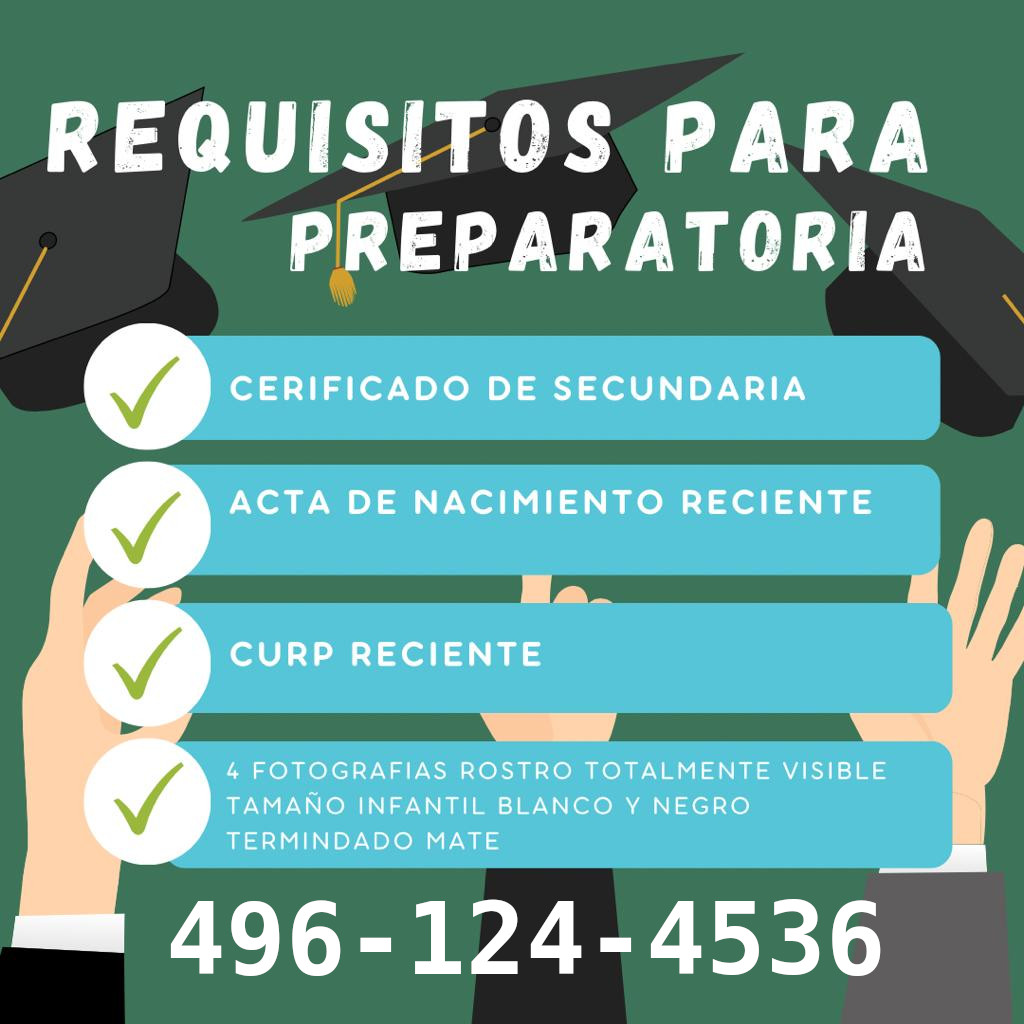 REQUISITOS PARA
PREPARATORIA
CERIFICADO DE SECUNDARIA
ACTA DE NACIMIENTO RECIENTE
CURP RECIENTE
4 FOTOGRAFIAS ROSTRO TOTALMENTE VISIBLE
TAMAÑO INFANTIL BLANCO Y NEGRO
TERMINDADO MATE
496-124-4536